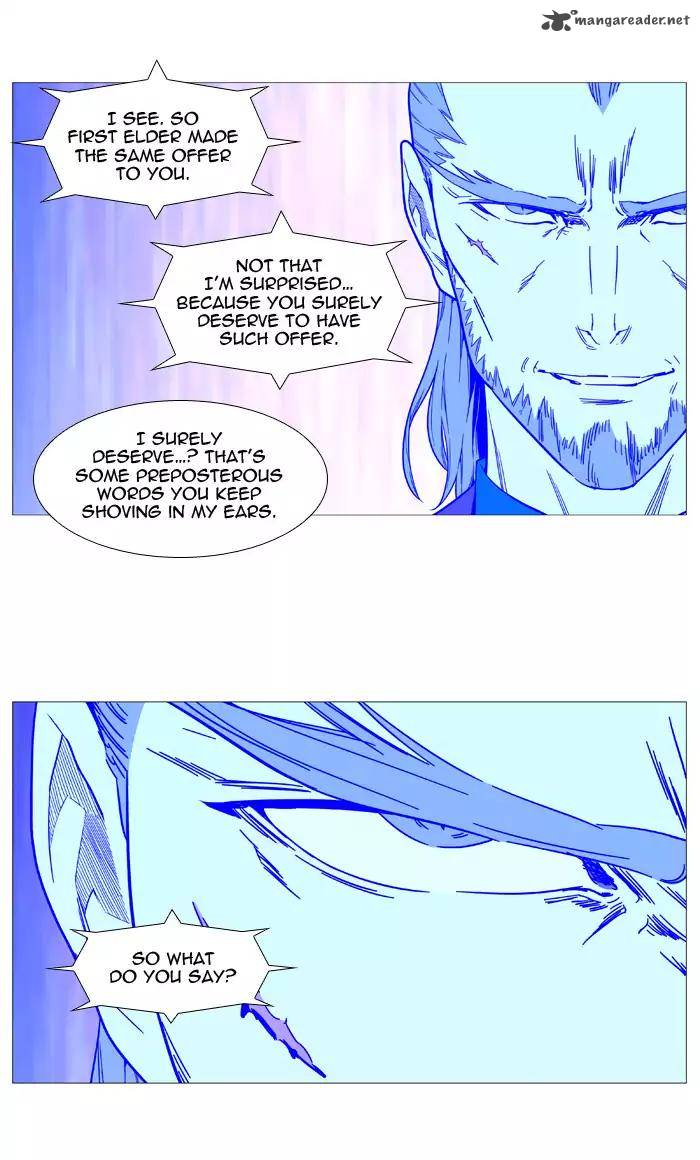 mangareader.net
I SEE. SO
FIRST ELDER MADE
THE SAME OFFER
TO YOU.
NOT THAT
I'M SURPRISED...
BECAUSE YOU SURELY
DESERVE TO HAVE
SUCH OFFER.
I SURELY
DESERVE...? THAT'S
SOME PREPOSTEROUS
WORDS YOU KEEP
SHOVING IN MY EARS.
SO WHAT
DO YOU SAY?